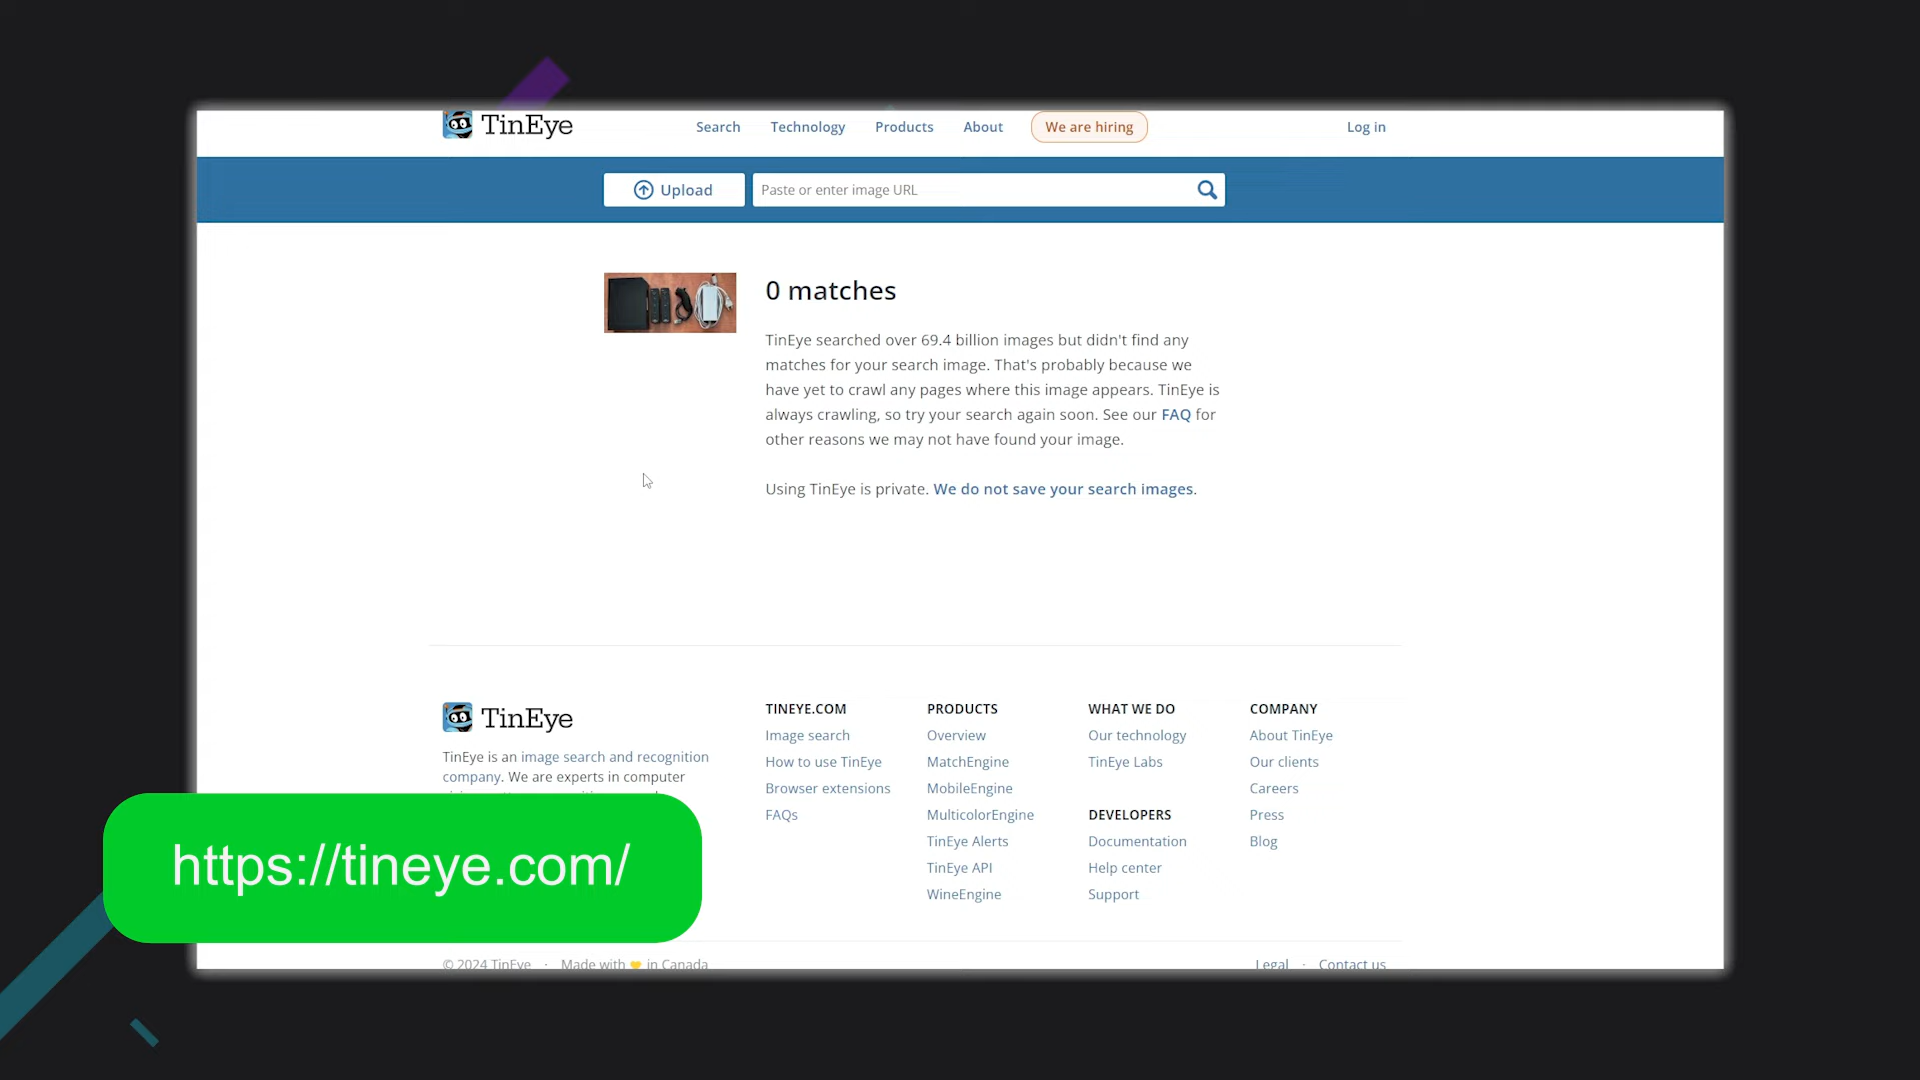 TinEye
Search Technology Products About We are hiring Log in
Upload Paste or enter image URL
0 matches
TinEye searched over 69.4 billion images but didn't find any
matches for your search image. That's probably because we
have yet to crawl any pages where this image appears. TinEye is
always crawling, so try your search again soon. See our FAQ for
other reasons we may not have found your image.
Using TinEye is private. We do not save your search images.
TinEye
TinEye is an image search and recognition
company. We are experts in computer
TINEYE.COM
Image search
How to use TinEye
Browser extensions
FAQs
PRODUCTS
Overview
MatchEngine
MobileEngine
MulticolorEngine
TinEye Alerts
TinEye API
WineEngine
WHAT WE DO
Our technology
TinEye Labs
DEVELOPERS
Documentation
Help center
Support
COMPANY
About TinEye
Our clients
Careers
Press
Blog
https://tineye.com/
© 2024 TinEye · Made with 💛 in Canada
Legal · Contact us